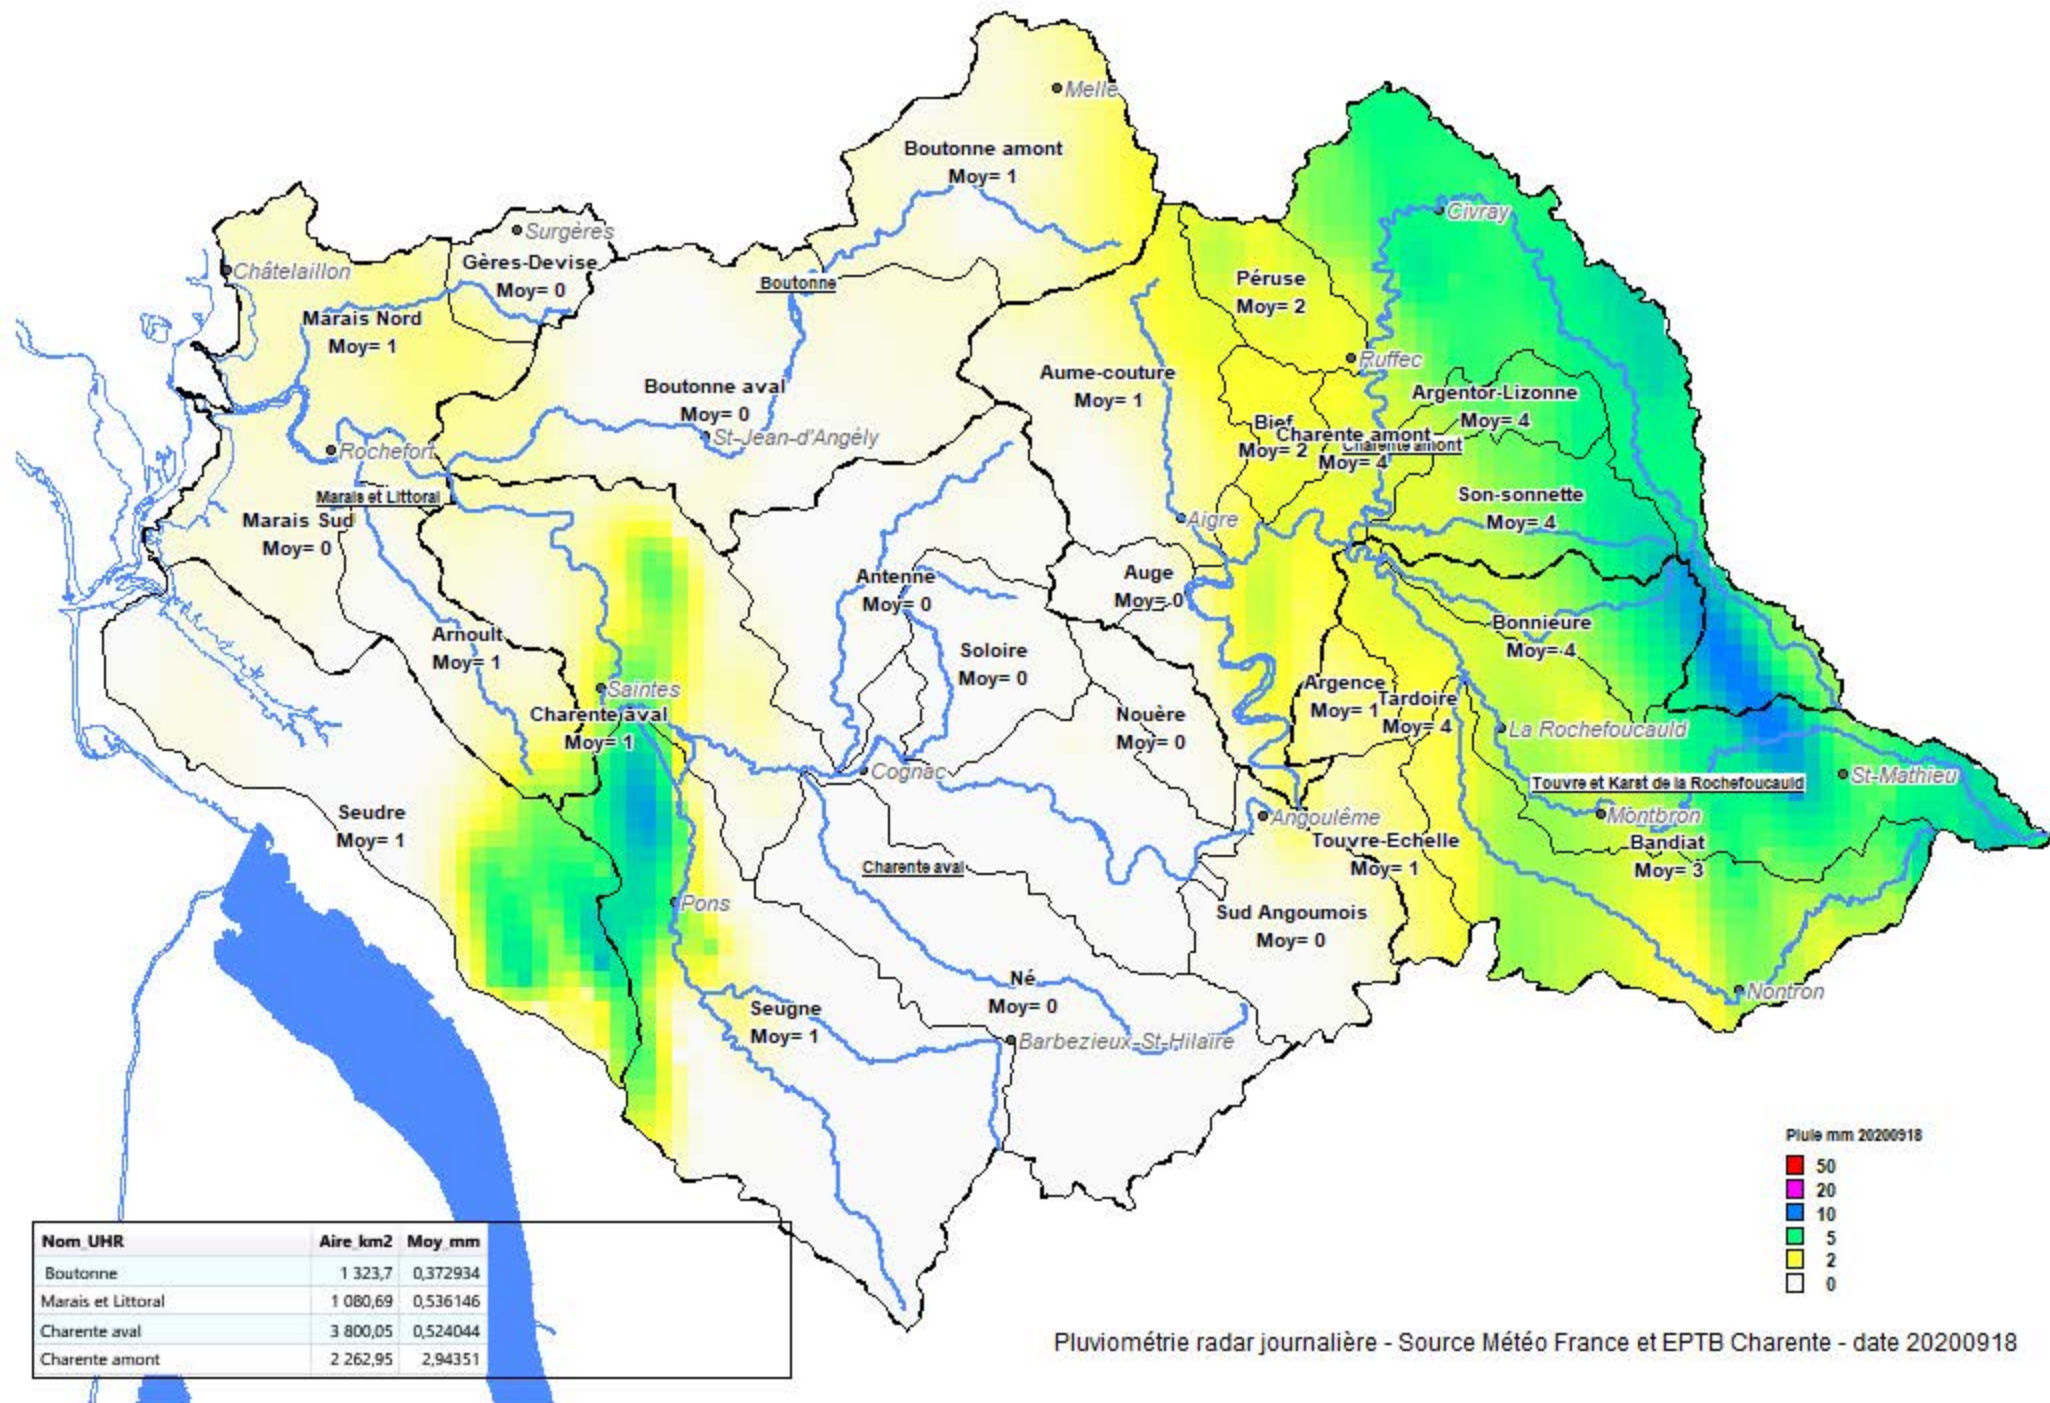 Melle
Boutonne amont
Moy= 1
Civray
Surgères
Châtelaillon
Gères-Devise
Moy= 0
Boutonne
Péruse
Moy= 2
Marais Nord
Moy= 1
Ruffec
Aume-couture
Moy= 1
Boutonne aval
Moy= 0
Argentor-Lizonne
Moy= 4
Bief
Moy= 2
Charente amont
Moy= 4
Charente amont
St-Jean-d'Angély
Rochefort
Marais et Littoral
Son-sonnette
Moy= 4
Marais Sud
Moy= 0
Aigre
Antenne
Moy= 0
Auge
Moy= 0
Bonnieure
Moy= 4
Arnoult
Moy= 1
Soloire
Moy= 0
Saintes
Argence
Moy= 1
Tardoire
Moy= 4
Charente aval
Moy= 1
Nouère
Moy= 0
La Rochefoucauld
Cognac
St-Mathieu
Touvre et Karst de la Rochefoucauld
Seudre
Moy= 1
Angoulême
Montbron
Touvre-Echelle
Moy= 1
Bandiat
Moy= 3
Charente aval
Pons
Sud Angoumois
Moy= 0
Né
Moy= 0
Nontron
Seugne
Moy= 1
Barbezieux-St-Hilaire
Pluie mm 20200918
50
20
10
5
2
0
Nom_UHR Aire_km2 Moy_mm
Boutonne 1 323,7 0,372934
Marais et Littoral 1 080,69 0,536146
Charente aval 3 800,05 0,524044
Charente amont 2 262,95 2,94351
Pluviométrie radar journalière - Source Météo France et EPTB Charente - date 20200918